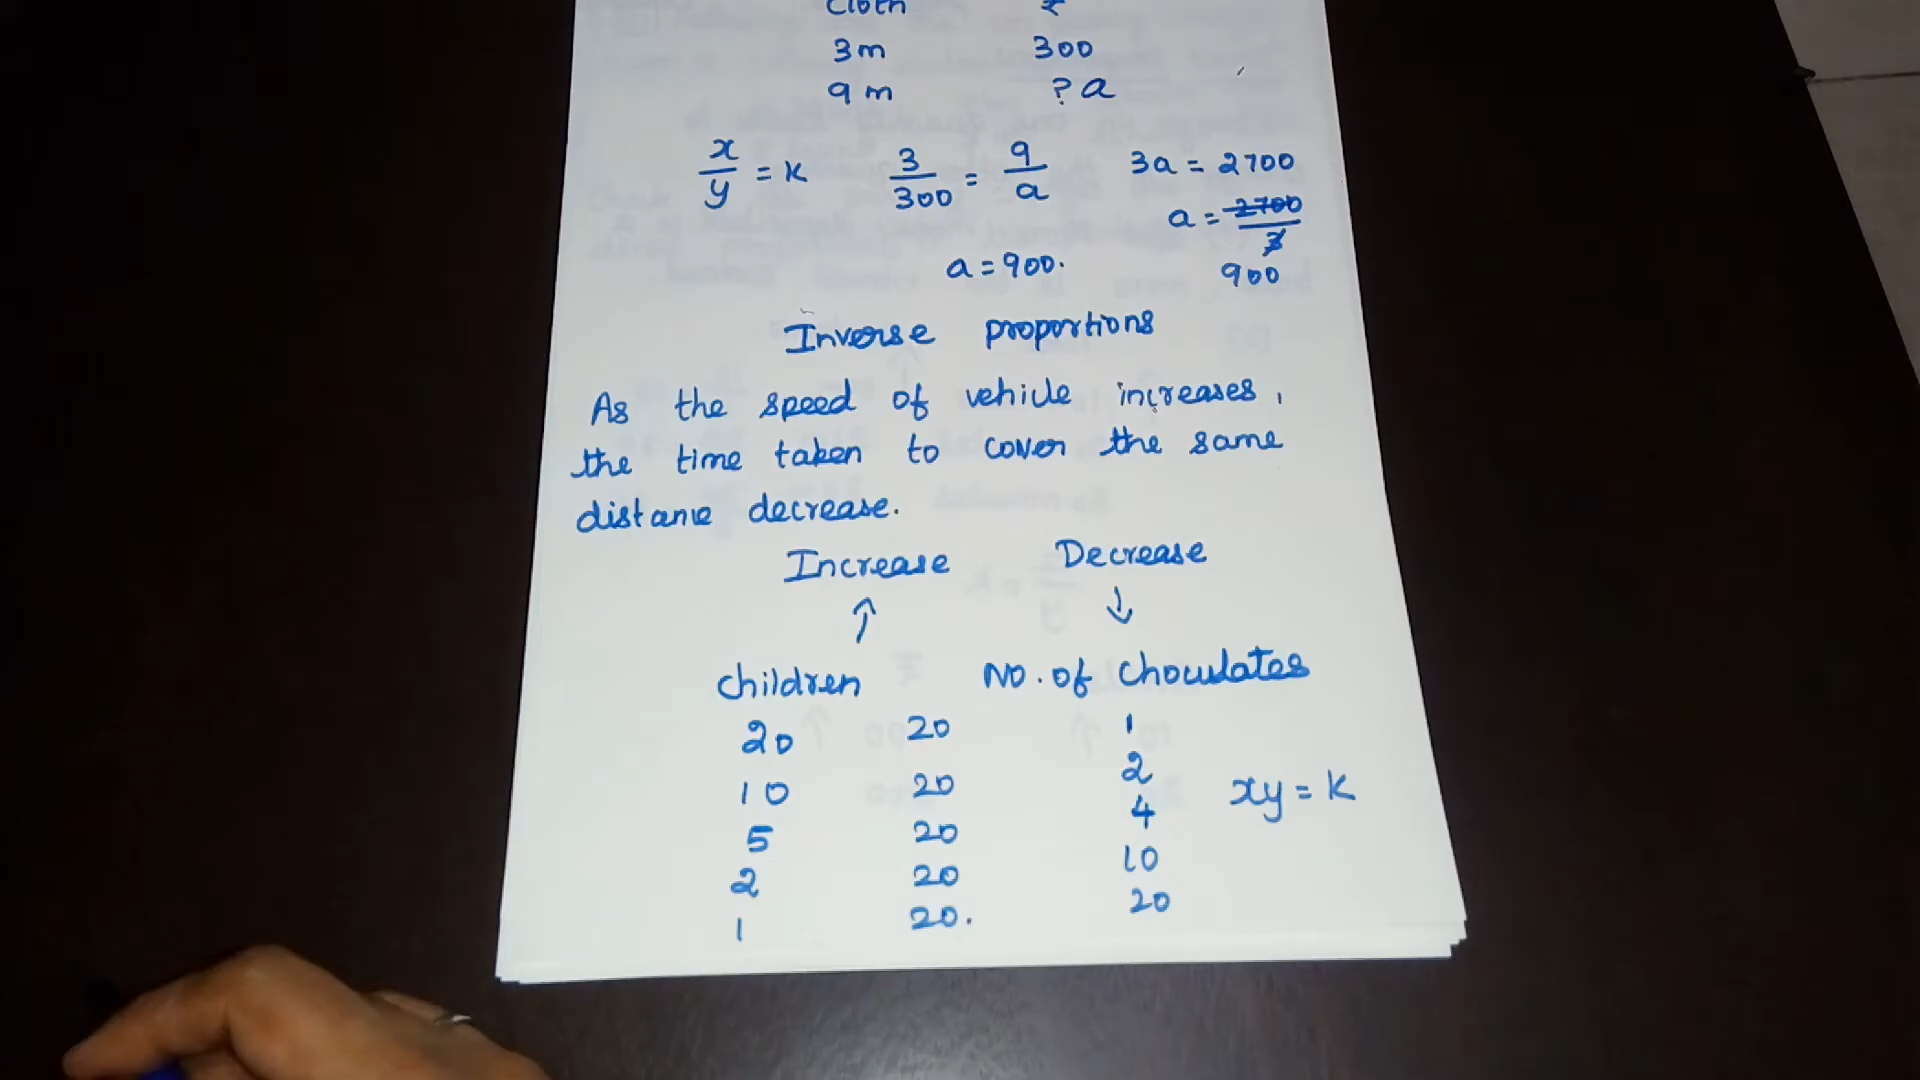 Cloth ₹
3m 300
9m ? a
x/y = k 3/300 = 9/a 3a = 2700
a = 2700/3
a = 900. 900
Inverse proportions
As the speed of vehicle increases,
the time taken to cover the same
distance decrease.
Increase Decrease
↑ ↓
children No. of Chocolates
20 20 1
10 20 2 xy = k
5 20 4
2 20 10
1 20. 20